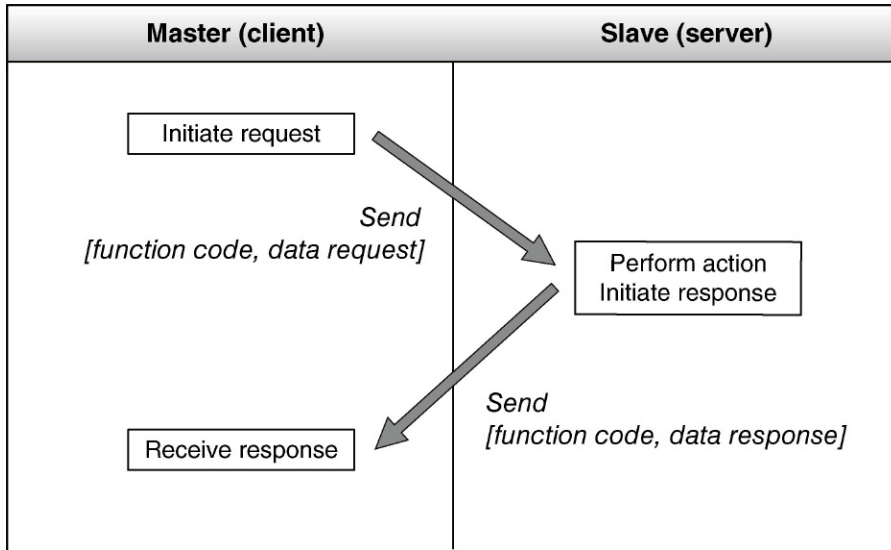 Master (client)
Slave (server)
Initiate request
Send
[function code, data request]
Perform action
Initiate response
Send
[function code, data response]
Receive response